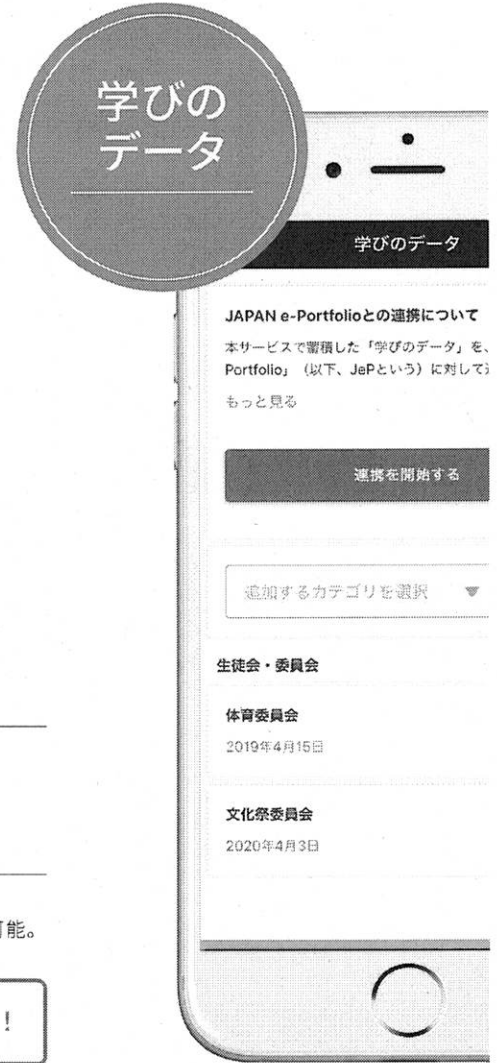 学びの
データ
学びのデータ
JAPAN e-Portfolioとの連携について
本サービスで蓄積した「学びのデータ」を、
Portfolio」（以下、JePという）に対して
もっと見る
連携を開始する
追加するカテゴリを選択
生徒会・委員会
体育委員会
2019年4月15日
文化祭委員会
2020年4月3日
可能。
！